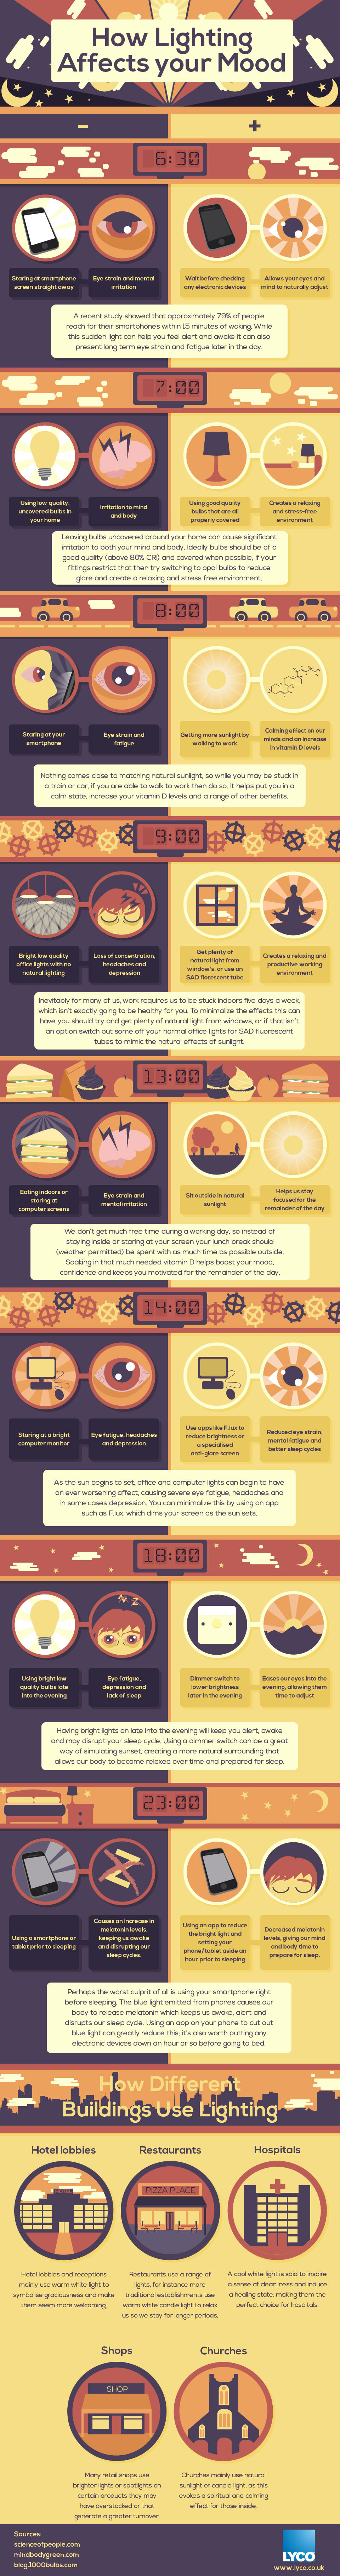 How Lighting
Affects your Mood
-
+
6:30
Staring at smartphone
screen straight away
Eye strain and mental
irritation
Wait before checking
any electronic devices
Allows your eyes and
mind to naturally adjust
A recent study showed that approximately 79% of people
reach for their smartphones within 15 minutes of waking. While
this sudden light can help you feel alert and awake it can also
present long term eye strain and fatigue later in the day.
7:00
Using low quality,
uncovered bulbs in
your home
Irritation to mind
and body
Using good quality
bulbs that are all
properly covered
Creates a relaxing
and stress-free
environment
Leaving bulbs uncovered around your home can cause significant
irritation to both your mind and body. Ideally bulbs should be of a
good quality (above 80% CRI) and covered when possible, if your
fittings restrict that then try switching to opal bulbs to reduce
glare and create a relaxing and stress free environment.
8:00
Staring at your
smartphone
Eye strain and
fatigue
Getting more sunlight by
walking to work
Calming effect on our
minds and an increase
in vitamin D levels
Nothing comes close to matching natural sunlight, so while you may be stuck in
a train or car, if you are able to walk to work then do so. It helps put you in a
calm state, increase your vitamin D levels and a range of other benefits.
9:00
Bright low quality
office lights with no
natural lighting
Loss of concentration,
headaches and
depression
Get plenty of
natural light from
window's, or use an
SAD florescent tube
Creates a relaxing and
productive working
environment
Inevitably for many of us, work requires us to be stuck indoors five days a week,
which isn't exactly going to be healthy for you. To minimalize the effects this can
have you should try and get plenty of natural light from windows, or if that isn't
an option switch out some off your normal office lights for SAD fluorescent
tubes to mimic the natural effects of sunlight.
13:00
Eating indoors or
staring at
computer screens
Eye strain and
mental irritation
Sit outside in natural
sunlight
Helps us stay
focused for the
remainder of the day
We don't get much free time during a working day, so instead of
staying inside or staring at your screen your lunch break should
(weather permitted) be spent with as much time as possible outside.
Soaking in that much needed vitamin D helps boost your mood,
confidence and keeps you motivated for the remainder of the day.
14:00
Staring at a bright
computer monitor
Eye fatigue, headaches
and depression
Use apps like F.lux to
reduce brightness or
a specialised
anti-glare screen
Reduced eye strain,
mental fatigue and
better sleep cycles
As the sun begins to set, office and computer lights can begin to have
an ever worsening affect, causing severe eye fatigue, headaches and
in some cases depression. You can minimalize this by using an app
such as F.lux, which dims your screen as the sun sets.
18:00
Z
Z
Using bright low
quality bulbs late
into the evening
Eye fatigue,
depression and
lack of sleep
Dimmer switch to
lower brightness
later in the evening
Eases our eyes into the
evening, allowing them
time to adjust
Having bright lights on late into the evening will keep you alert, awake
and may disrupt your sleep cycle. Using a dimmer switch can be a great
way of simulating sunset, creating a more natural surrounding that
allows our body to become relaxed over time and prepared for sleep.
23:00
Using a smartphone or
tablet prior to sleeping
Causes an increase in
melatonin levels,
keeping us awake
and disrupting our
sleep cycles.
Using an app to reduce
the bright light and
setting your
phone/tablet aside an
hour prior to sleeping
Decreased melatonin
levels, giving our mind
and body time to
prepare for sleep.
Perhaps the worst culprit of all is using your smartphone right
before sleeping. The blue light emitted from phones causes our
body to release melatonin which keeps us awake, alert and
disrupts our sleep cycle. Using an app on your phone to cut out
blue light can greatly reduce this; it's also worth putting any
electronic devices down an hour or so before going to bed.
How Different
Buildings Use Lighting
Hotel lobbies
Restaurants
Hospitals
HOTEL
PIZZA PLACE
Hotel lobbies and receptions
mainly use warm white light to
symbolise graciousness and make
them seem more welcoming.
Restaurants use a range of
lights, for instance more
traditional establishments use
warm white candle light to relax
us so we stay for longer periods.
A cool white light is said to inspire
a sense of cleanliness and induce
a healing state, making them the
perfect choice for hospitals.
Shops
Churches
SHOP
Many retail shops use
brighter lights or spotlights on
certain products they may
have overstocked or that
generate a greater turnover.
Churches mainly use natural
sunlight or candle light, as this
evokes a spiritual and calming
effect for those inside.
Sources:
scienceofpeople.com
mindbodygreen.com
blog.1000bulbs.com
LYCO
www.lyco.co.uk